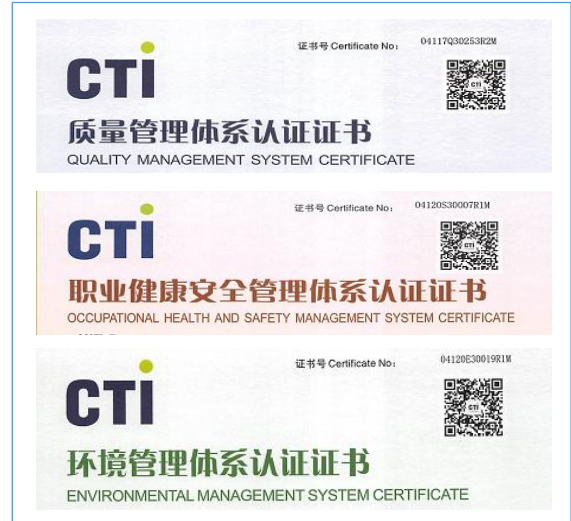 证书号 Certificate No: 04117Q30253R2M
CTI
质量管理体系认证证书
QUALITY MANAGEMENT SYSTEM CERTIFICATE
证书号 Certificate No: 04120S30007R1M
CTI
职业健康安全管理体系认证证书
OCCUPATIONAL HEALTH AND SAFETY MANAGEMENT SYSTEM CERTIFICATE
证书号 Certificate No: 04120E30019R1M
CTI
环境管理体系认证证书
ENVIRONMENTAL MANAGEMENT SYSTEM CERTIFICATE